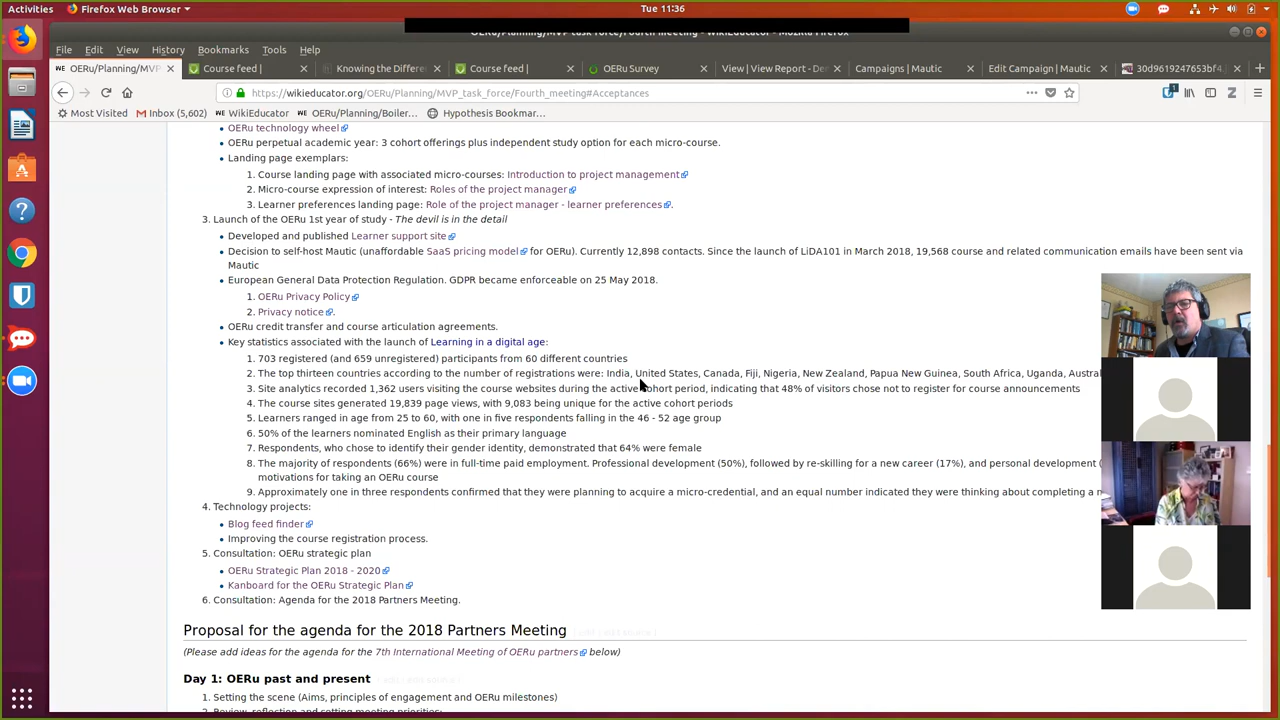 Activities Firefox Web Browser Tue 11:36
OERu/Planning/MVP task force/Fourth meeting - WikiEducator - Mozilla Firefox
File Edit View History Bookmarks Tools Help
OERu/Planning/MVP Course feed | Knowing the Differe Course feed | OERu Survey View | View Report - De Campaigns | Mautic Edit Campaign | Mautic 30d9619247653bf4.
https://wikieducator.org/OERu/Planning/MVP_task_force/Fourth_meeting#Acceptances
Most Visited Inbox (5,602) WikiEducator OERu/Planning/Boiler... Hypothesis Bookmar...
OERu technology wheel
OERu perpetual academic year: 3 cohort offerings plus independent study option for each micro-course.
Landing page exemplars:
1. Course landing page with associated micro-courses: Introduction to project management
2. Micro-course expression of interest: Roles of the project manager
3. Learner preferences landing page: Role of the project manager - learner preferences.
3. Launch of the OERu 1st year of study - The devil is in the detail
Developed and published Learner support site
Decision to self-host Mautic (unaffordable SaaS pricing model for OERu). Currently 12,898 contacts. Since the launch of LiDA101 in March 2018, 19,568 course and related communication emails have been sent via
Mautic
European General Data Protection Regulation. GDPR became enforceable on 25 May 2018.
1. OERu Privacy Policy
2. Privacy notice.
OERu credit transfer and course articulation agreements.
Key statistics associated with the launch of Learning in a digital age:
1. 703 registered (and 659 unregistered) participants from 60 different countries
2. The top thirteen countries according to the number of registrations were: India, United States, Canada, Fiji, Nigeria, New Zealand, Papua New Guinea, South Africa, Uganda, Austral
3. Site analytics recorded 1,362 users visiting the course websites during the active cohort period, indicating that 48% of visitors chose not to register for course announcements
4. The course sites generated 19,839 page views, with 9,083 being unique for the active cohort periods
5. Learners ranged in age from 25 to 60, with one in five respondents falling in the 46 - 52 age group
6. 50% of the learners nominated English as their primary language
7. Respondents, who chose to identify their gender identity, demonstrated that 64% were female
8. The majority of respondents (66%) were in full-time paid employment. Professional development (50%), followed by re-skilling for a new career (17%), and personal development (
motivations for taking an OERu course
9. Approximately one in three respondents confirmed that they were planning to acquire a micro-credential, and an equal number indicated they were thinking about completing a m
4. Technology projects:
Blog feed finder
Improving the course registration process.
5. Consultation: OERu strategic plan
OERu Strategic Plan 2018 - 2020
Kanboard for the OERu Strategic Plan
6. Consultation: Agenda for the 2018 Partners Meeting.
Proposal for the agenda for the 2018 Partners Meeting
(Please add ideas for the agenda for the 7th International Meeting of OERu partners below)
Day 1: OERu past and present
1. Setting the scene (Aims, principles of engagement and OERu milestones)
2. Review, reflection and setting meeting priorities: